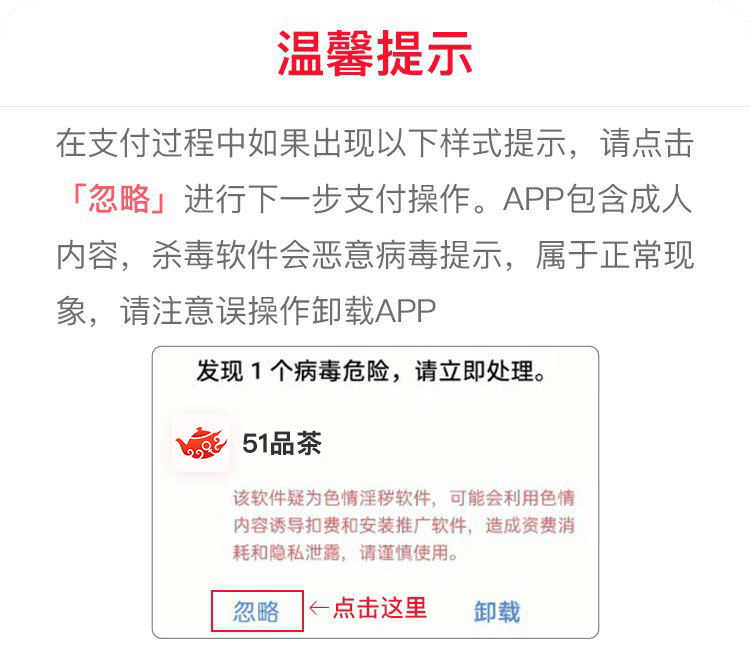 温馨提示
在支付过程中如果出现以下样式提示，请点击
「忽略」进行下一步支付操作。APP包含成人
内容，杀毒软件会恶意病毒提示，属于正常现
象，请注意误操作卸载APP
发现 1 个病毒危险，请立即处理。
51品茶
该软件疑为色情淫秽软件，可能会利用色情
内容诱导扣费和安装推广软件，造成资费消
耗和隐私泄露，请谨慎使用。
忽略 ←点击这里 卸载